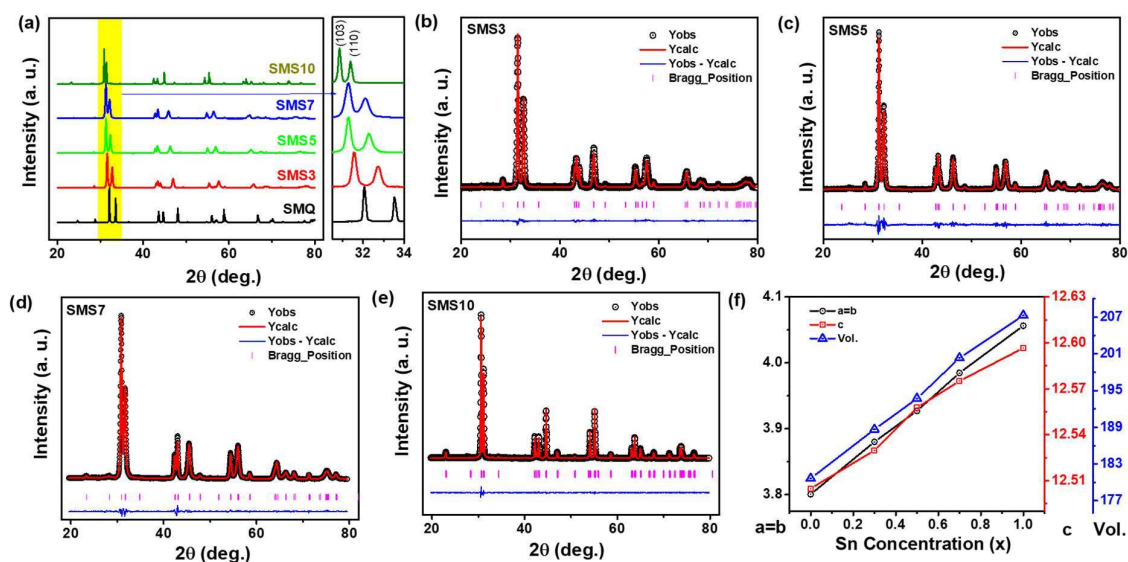 (a)
SMS10
SMS7
SMS5
SMS3
SMQ
(103)
(110)
Intensity (a. u.)
20 40 60 80
32 34
2θ (deg.)
(b)
SMS3
Yobs
Ycalc
Yobs - Ycalc
Bragg_Position
Intensity (a. u.)
20 40 60 80
2θ (deg.)
(c)
SMS5
Yobs
Ycalc
Yobs - Ycalc
Bragg_Position
Intensity (a. u.)
20 40 60 80
2θ (deg.)
(d)
SMS7
Yobs
Ycalc
Yobs - Ycalc
Bragg_Position
Intensity (a. u.)
20 40 60 80
2θ (deg.)
(e)
SMS10
Yobs
Ycalc
Yobs - Ycalc
Bragg_Position
Intensity (a. u.)
20 40 60 80
2θ (deg.)
(f)
a=b
c
Vol.
4.1
4.0
3.9
3.8
12.63
12.60
12.57
12.54
12.51
207
201
195
189
183
177
0.0 0.2 0.4 0.6 0.8 1.0
a=b Sn Concentration (x) c Vol.